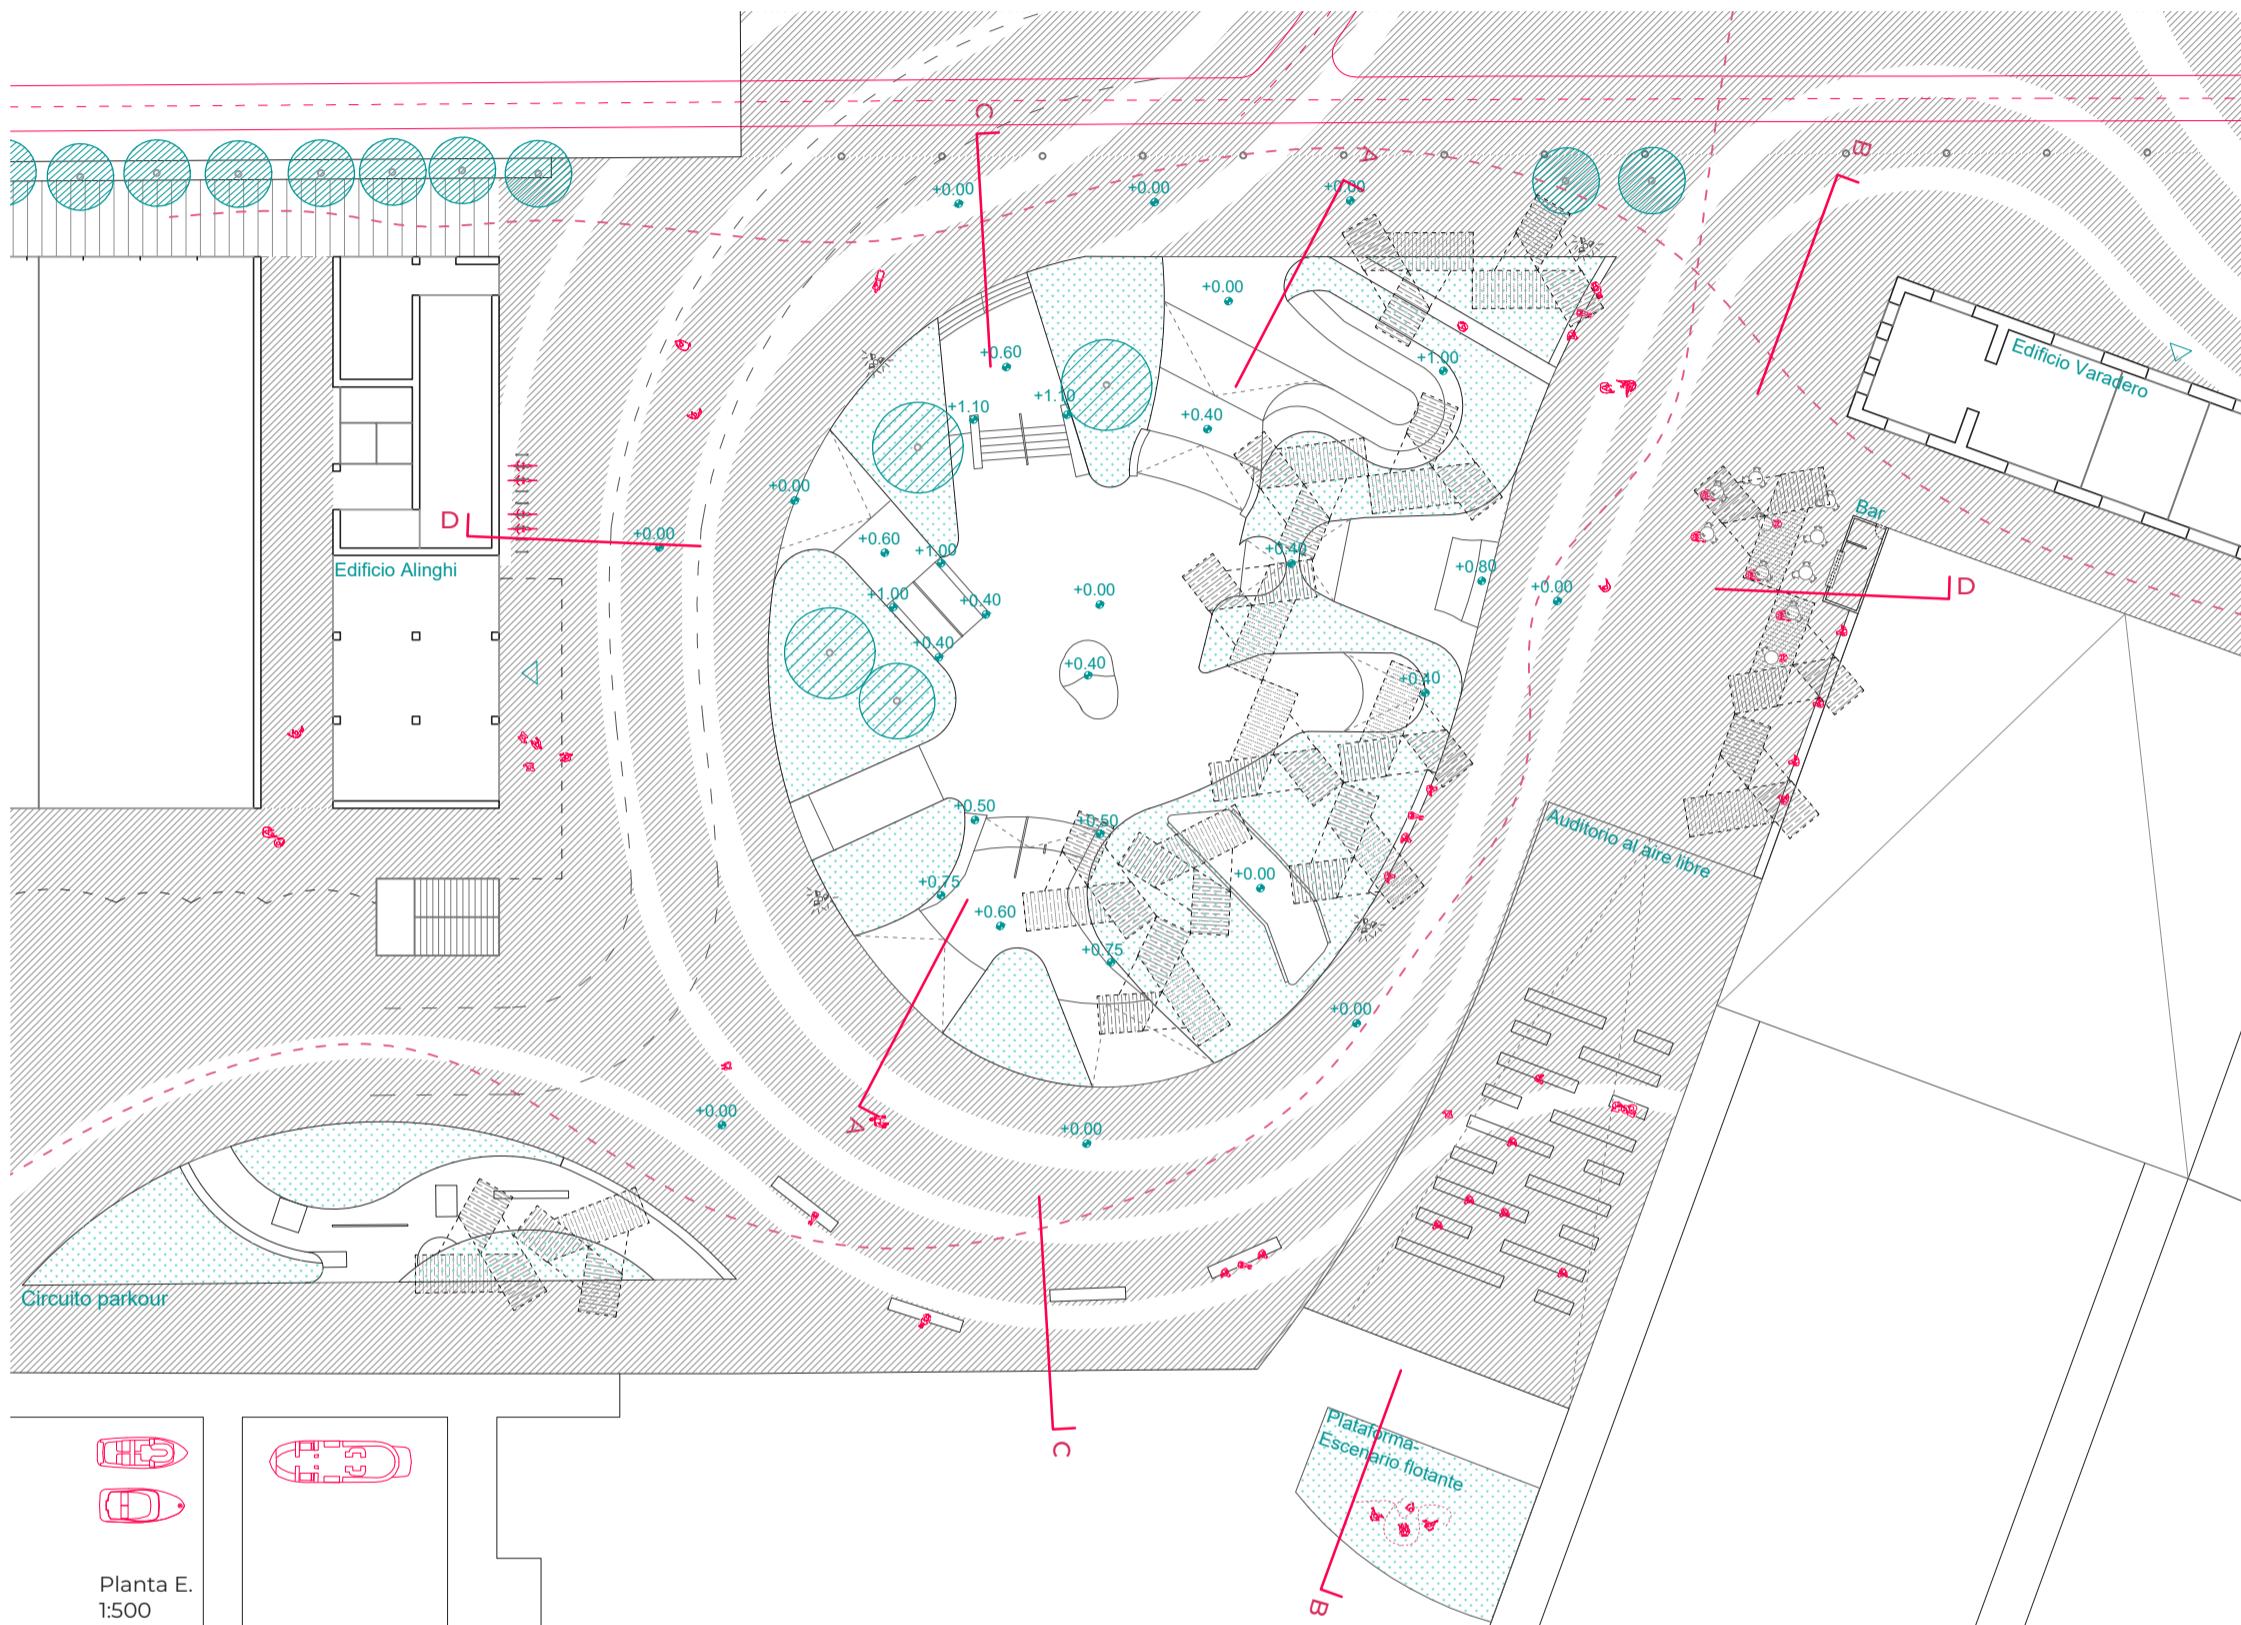 C
A
B
+0.00
+0.00
+0.00
+0.00
+0.60
+1.00
Edificio Varadero
+1.10
+1.10
+0.40
+0.00
D
+0.00
+0.60
+1.00
+0.40
Bar
Edificio Alinghi
+0.80
+0.00
D
+1.00
+0.40
+0.00
+0.40
+0.40
+0.40
+0.50
+0.50
Auditorio al aire libre
+0.75
+0.00
+0.60
+0.75
+0.00
+0.00
A
+0.00
Circuito parkour
C
Plataforma-
Escenario flotante
B
Planta E.
1:500